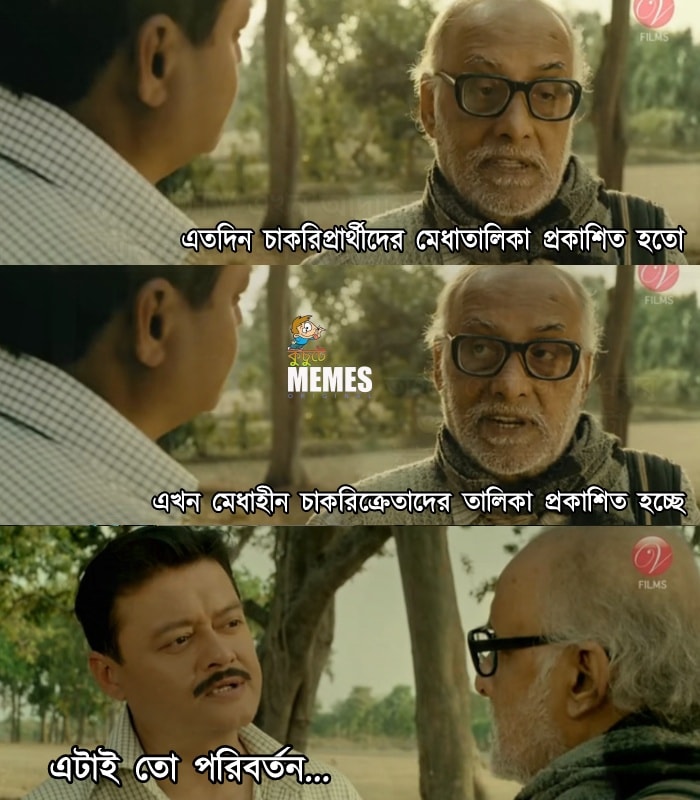 FILMS
এতদিন চাকরিপ্রার্থীদের মেধাতালিকা প্রকাশিত হতো
FILMS
কুটুতে
MEMES
এখন মেধাহীন চাকরিক্রেতাদের তালিকা প্রকাশিত হচ্ছে
V
FILMS
এটাই তো পরিবর্তন...